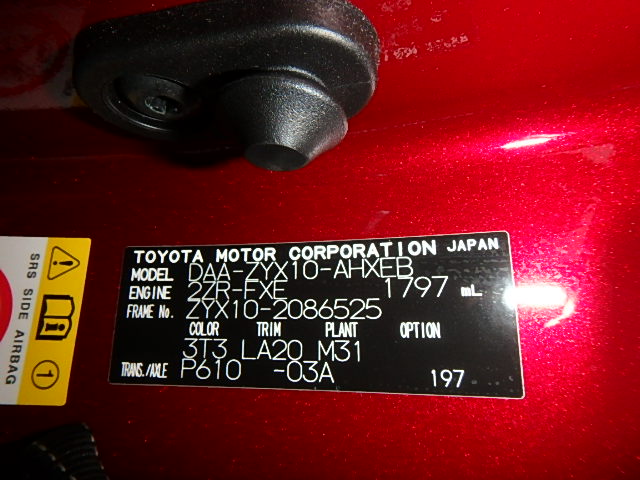 TOYOTA MOTOR CORPORATION JAPAN
MODEL DAA-ZYX10-AHXEB
ENGINE 2ZR-FXE 1797 mL
FRAME No. ZYX10-2086525
COLOR TRIM PLANT OPTION
3T3 LA20 M31
TRANS./AXLE P610 -03A 197
SRS SIDE AIRBAG
1